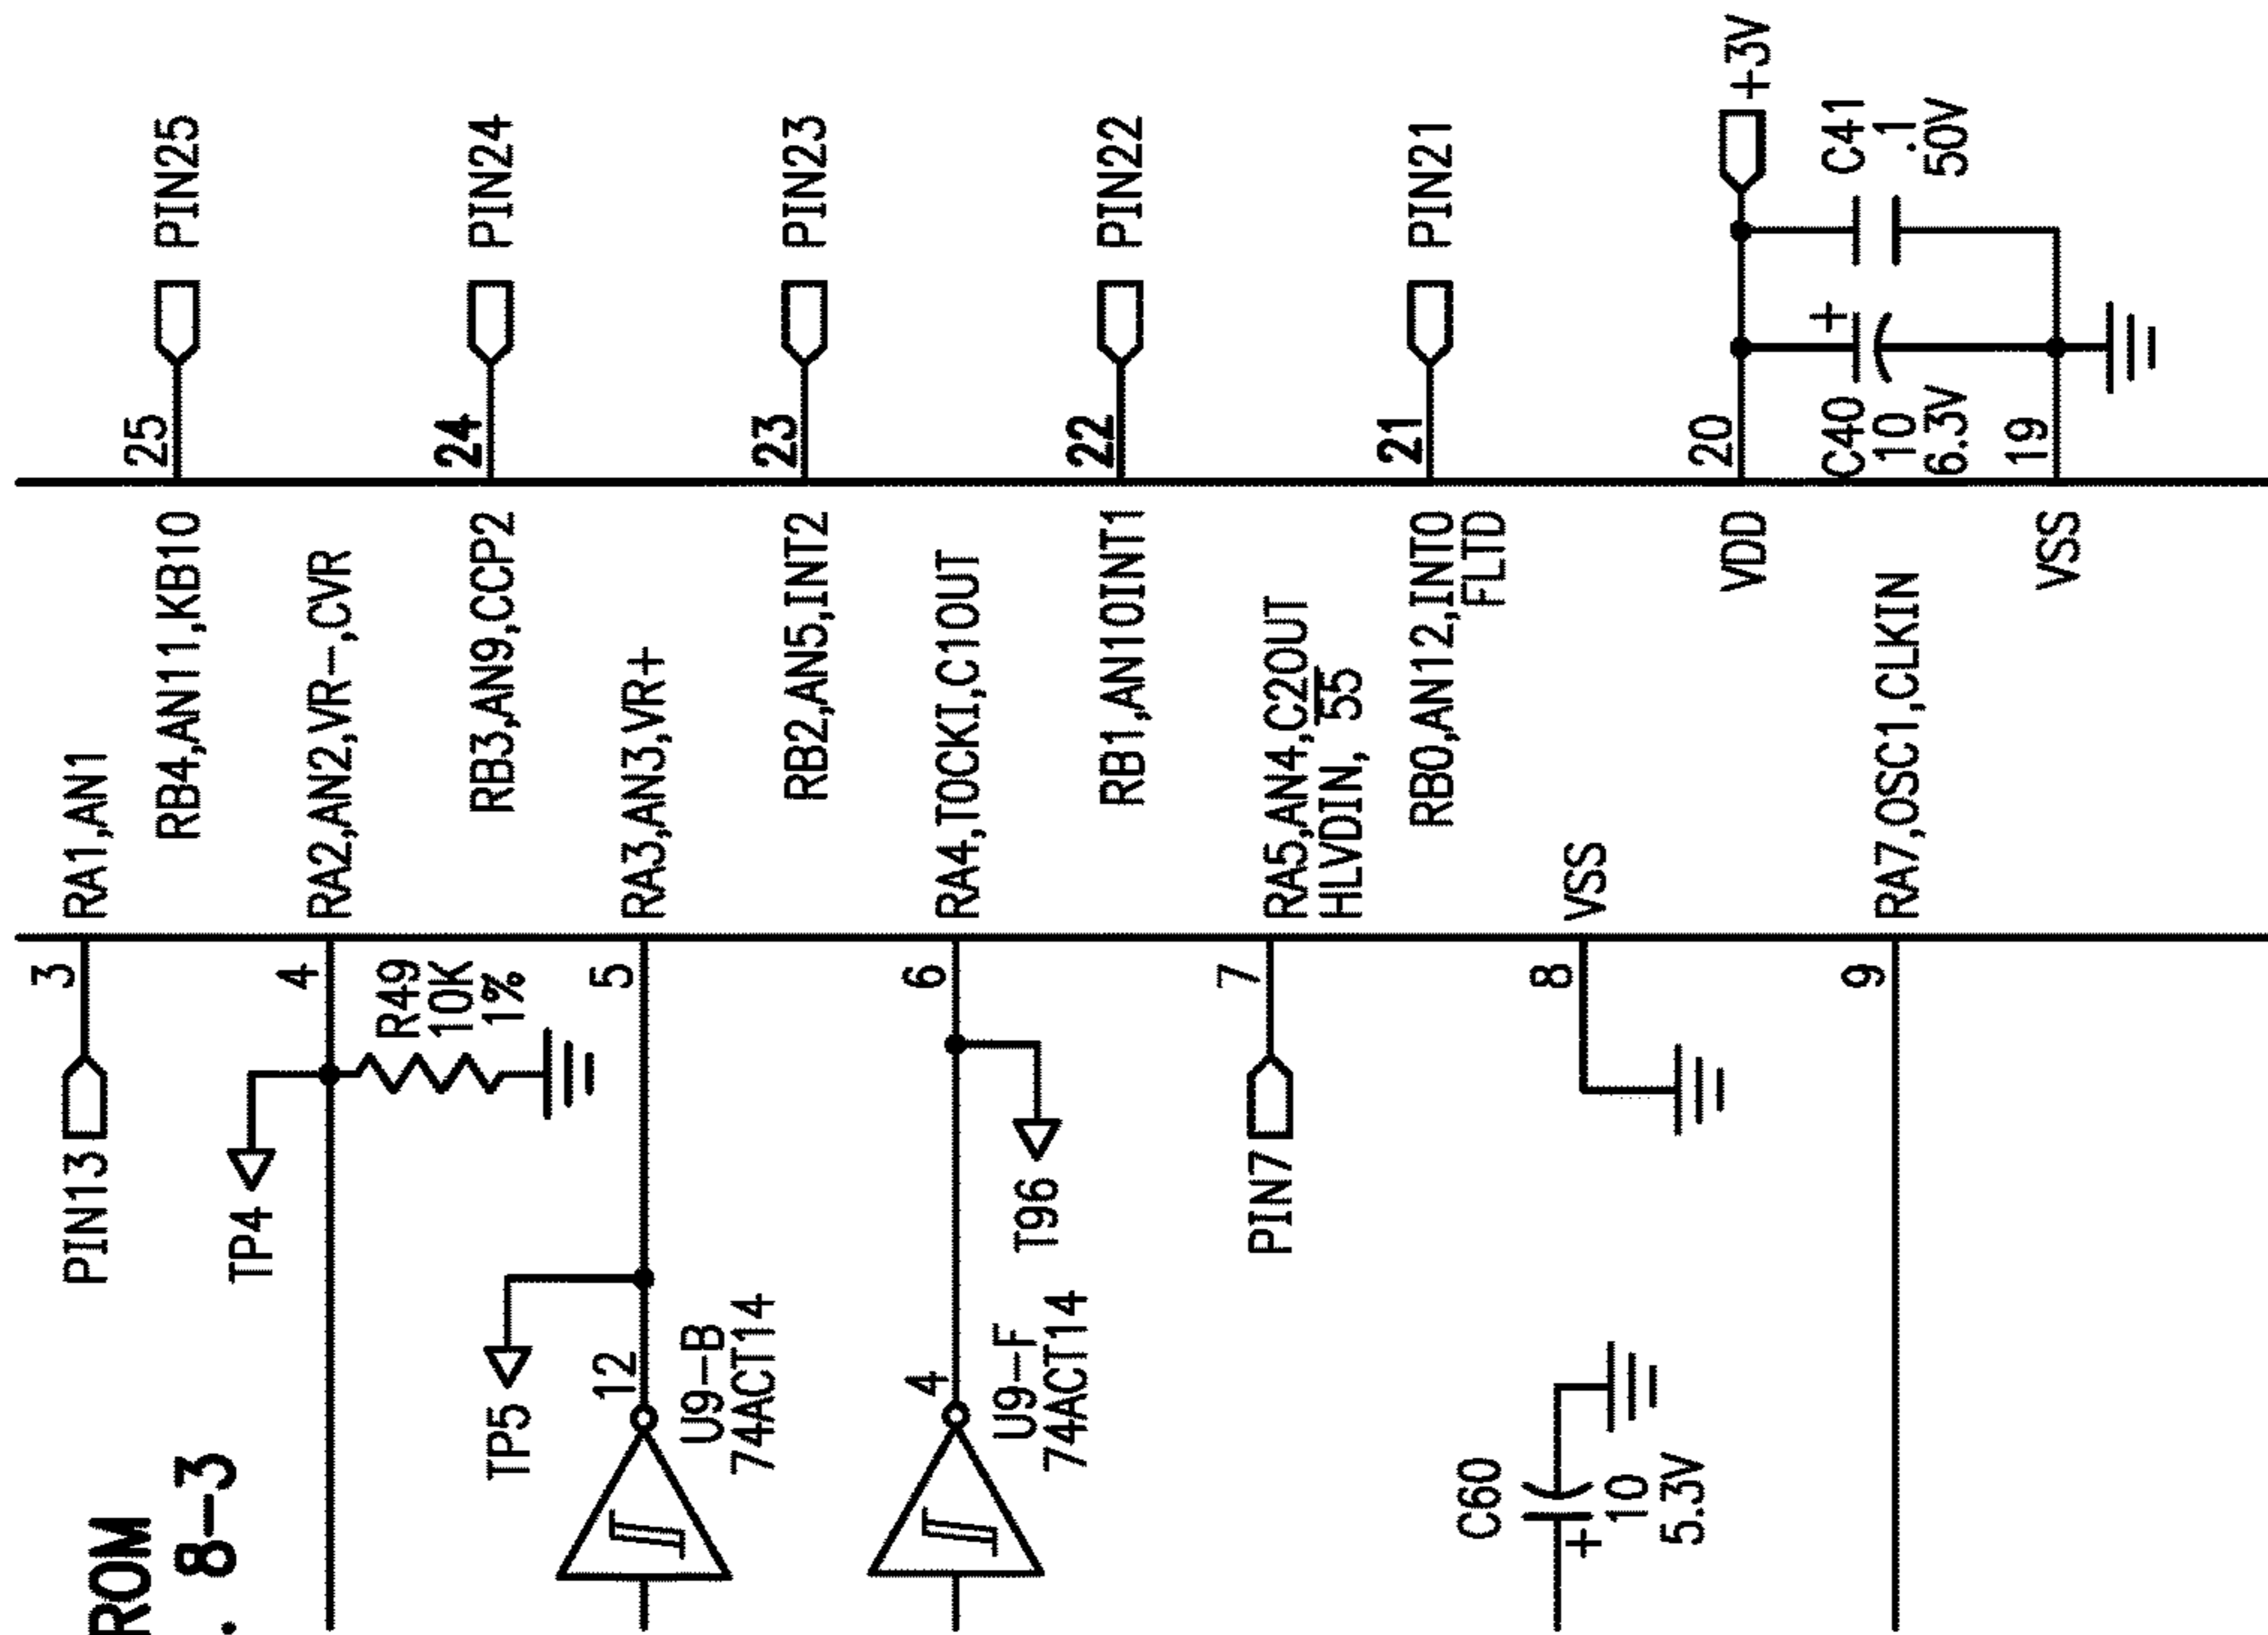 ROM
. 8-3
PIN13
3
RA1,AN1
25
PIN25
RB4,AN11,KB10
TP4
4
RA2,AN2,VR-,CVR
R49
10K
1%
24
PIN24
RB3,AN9,CCP2
TP5
12
5
RA3,AN3,VR+
U9-B
74ACT14
23
PIN23
RB2,AN5,INT2
4
6
RA4,TOCKI,C1OUT
U9-F
74ACT14
T96
22
PIN22
RB1,AN10INT1
PIN7
7
RA5,AN4,C2OUT
HLVDIN, 55
21
PIN21
RB0,AN12,INTO
FLTD
C60
10
5.3V
8
VSS
20
+3V
VDD
C40
10
6.3V
C41
.1
50V
9
RA7,OSC1,CLKIN
19
VSS